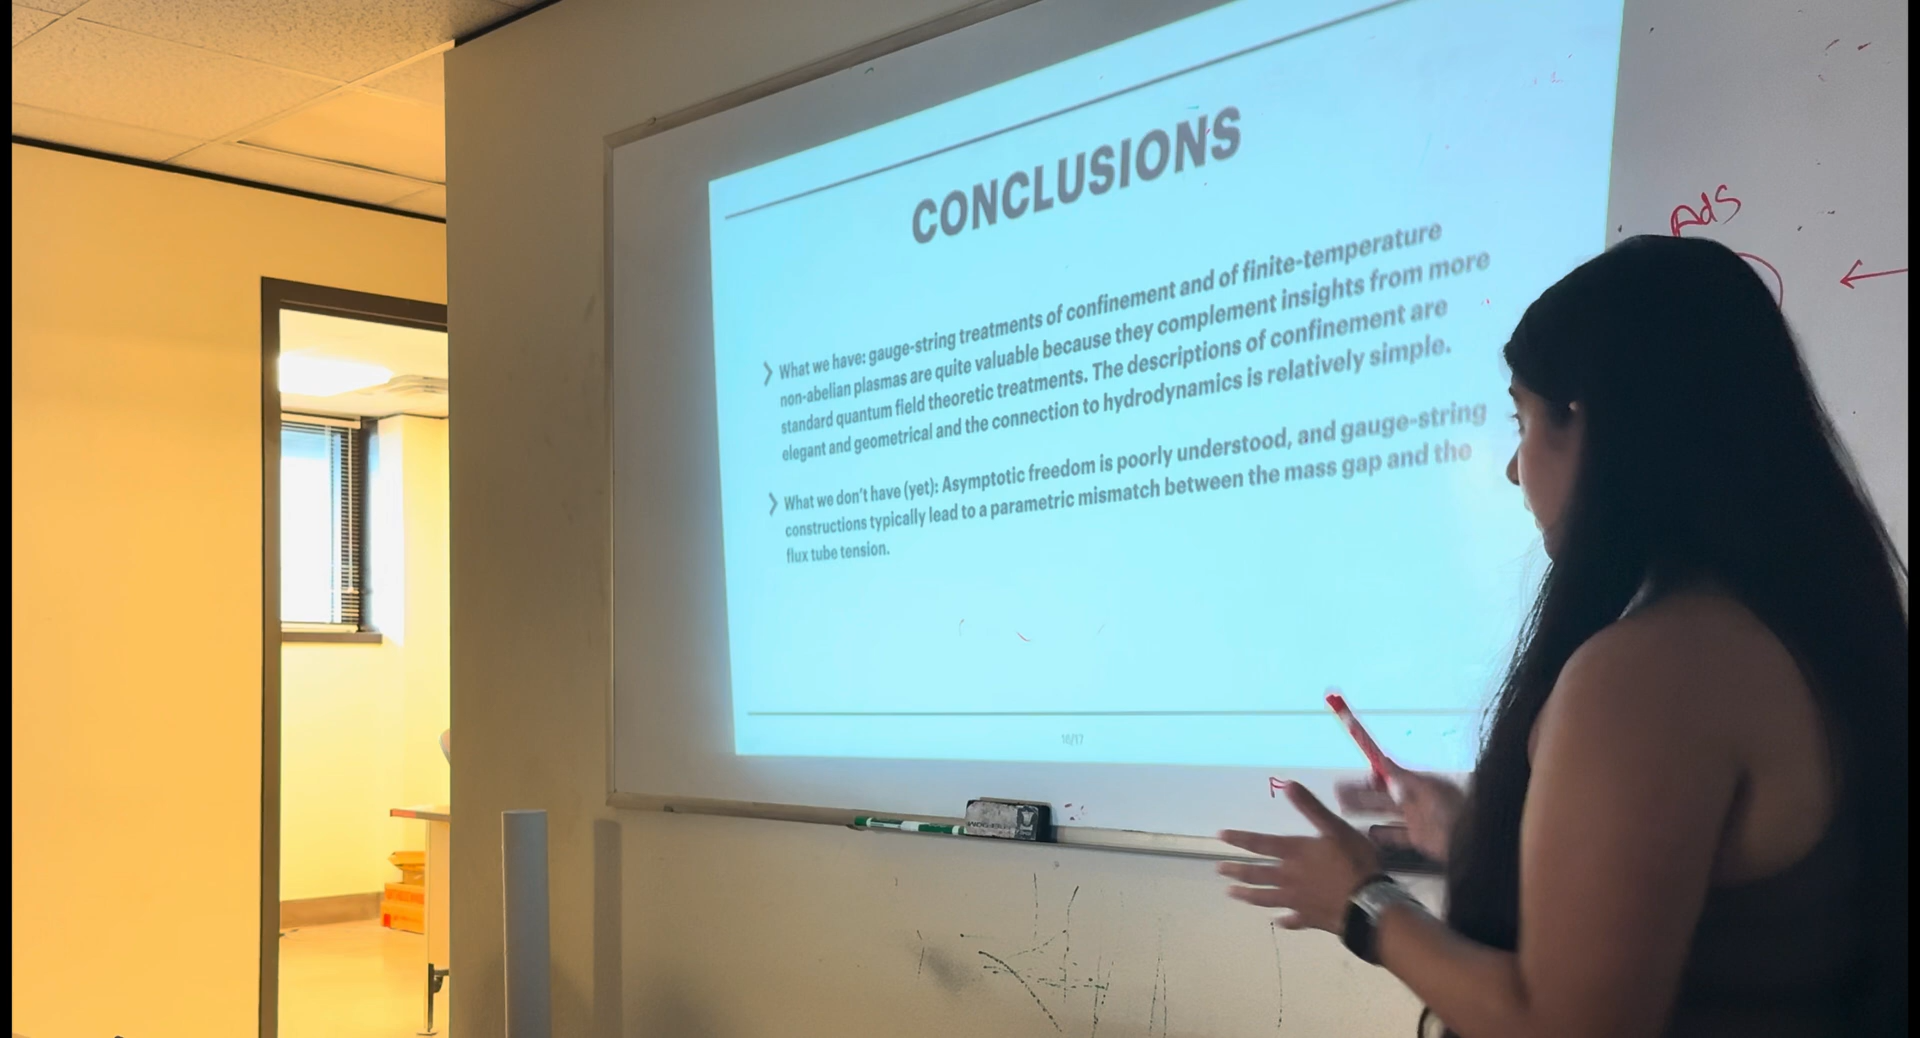 CONCLUSIONS
AdS
❯ What we have: gauge-string treatments of confinement and of finite-temperature
non-abelian plasmas are quite valuable because they complement insights from more
standard quantum field theoretic treatments. The descriptions of confinement are
elegant and geometrical and the connection to hydrodynamics is relatively simple.
❯ What we don't have (yet): Asymptotic freedom is poorly understood, and gauge-string
constructions typically lead to a parametric mismatch between the mass gap and the
flux tube tension.
16/17